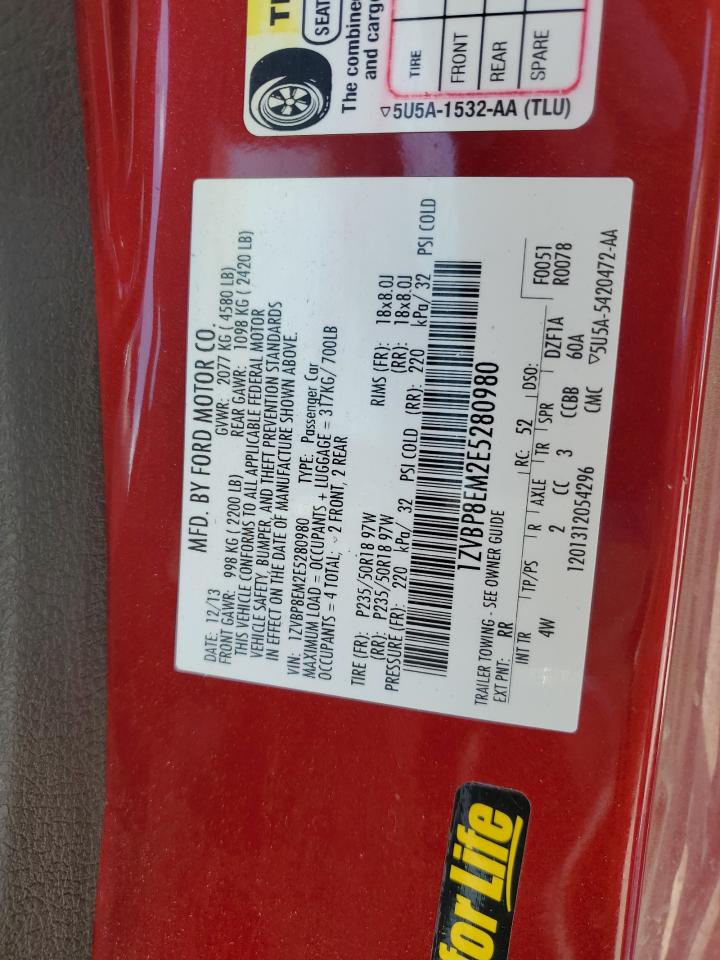 SEAT
The combine
and cargo
TIRE
FRONT
REAR
SPARE
▽5U5A-1532-AA (TLU)
MFD. BY FORD MOTOR CO.
DATE: 12/13 GVWR: 2077 KG ( 4580 LB)
FRONT GAWR: 998 KG ( 2200 LB) REAR GAWR: 1098 KG ( 2420 LB)
THIS VEHICLE CONFORMS TO ALL APPLICABLE FEDERAL MOTOR
VEHICLE SAFETY, BUMPER, AND THEFT PREVENTION STANDARDS
IN EFFECT ON THE DATE OF MANUFACTURE SHOWN ABOVE.
VIN: 1ZVBP8EM2E5280980 TYPE: Passenger Car
MAXIMUM LOAD = OCCUPANTS + LUGGAGE = 317KG/700LB
OCCUPANTS = 4 TOTAL; 2 FRONT, 2 REAR
TIRE (FR): P235/50R18 97W RIMS (FR): 18x8.0J
(RR): P235/50R18 97W (RR): 18x8.0J
PRESSURE (FR): 220 kPa/ 32 PSI COLD (RR): 220 kPa/ 32 PSI COLD
1ZVBP8EM2E5280980
TRAILER TOWING - SEE OWNER GUIDE
EXT PNT: RR RC: 52 DSO:
INT TR TP/PS R AXLE TR SPR DZF1A F0051
4W 2 CC 3 CCBB 60A R0078
1201312054296 CMC ▽5U5A-5420472-AA
for Life